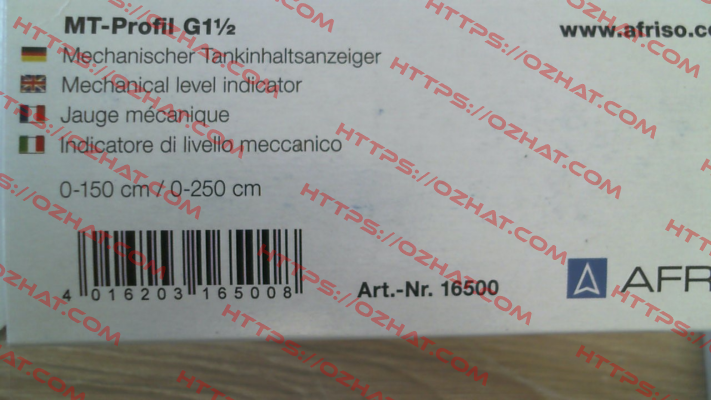 MT-Profil G1½
www.afriso.co
Mechanischer Tankinhaltsanzeiger
Mechanical level indicator
Jauge mécanique
Indicatore di livello meccanico
0-150 cm / 0-250 cm
4 016203 165008
Art.-Nr. 16500
AFR
HTTPS://OZHAT.COM